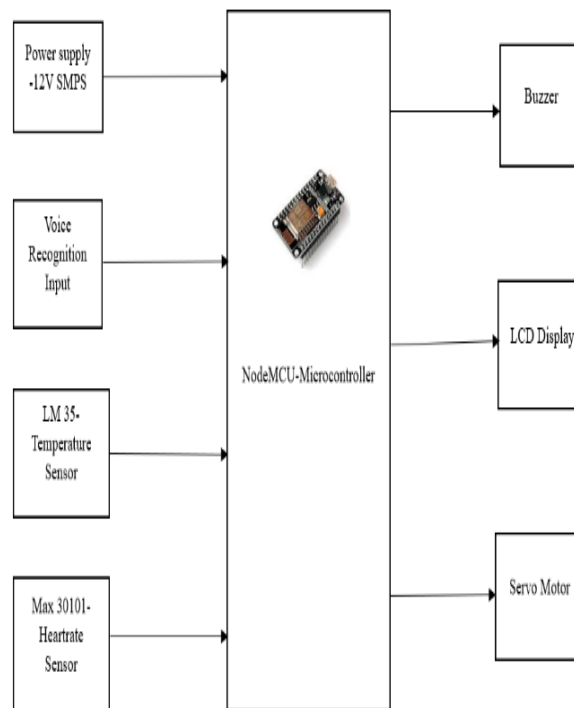 Power supply
-12V SMPS
Voice
Recognition
Input
LM 35-
Temperature
Sensor
Max 30101-
Heartrate
Sensor
NodeMCU-Microcontroller
Buzzer
LCD Display
Servo Motor